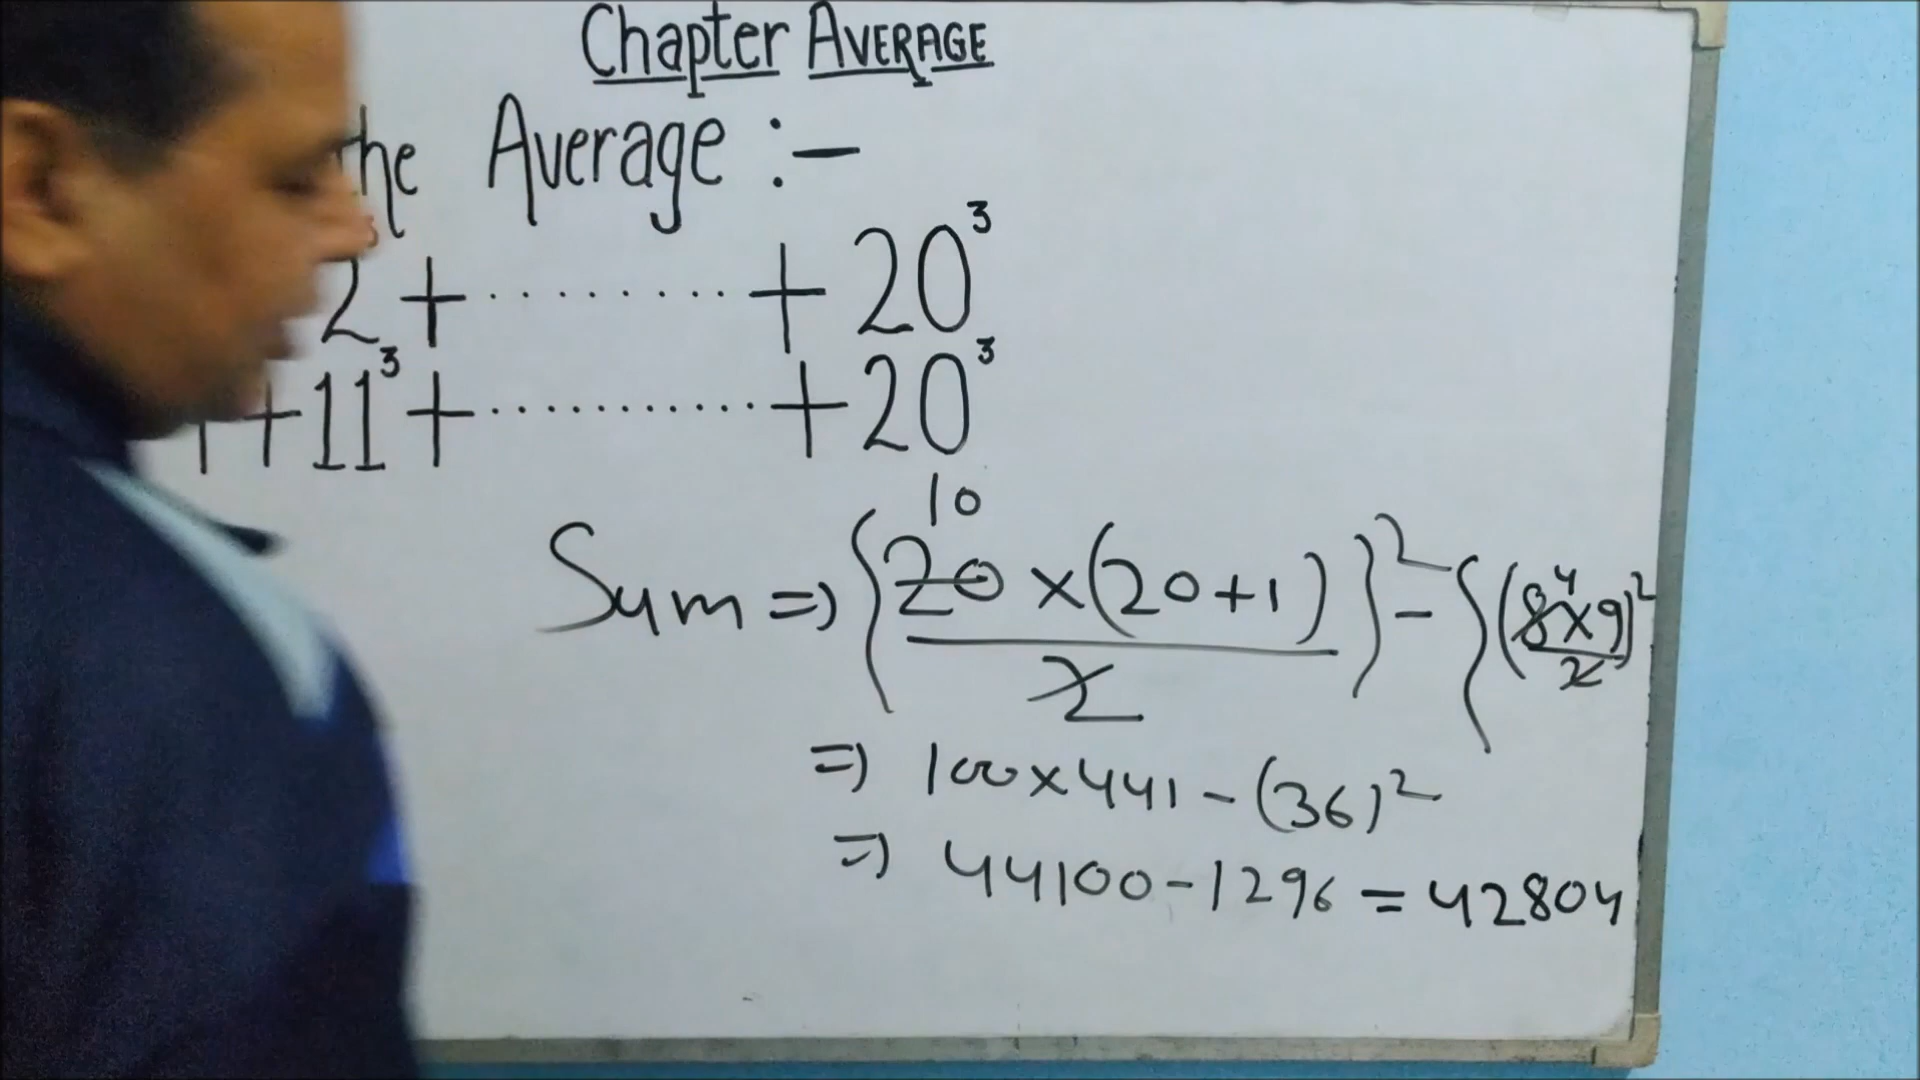 Chapter AVERAGE
the Average :-
2³ + ......... + 20³
+ 11³ + ........... + 20³
Sum => {20 × (20+1) / 2}² - {(8×9 / 2)²
10
4
=> 100×441 - (36)²
=> 44100 - 1296 = 42804